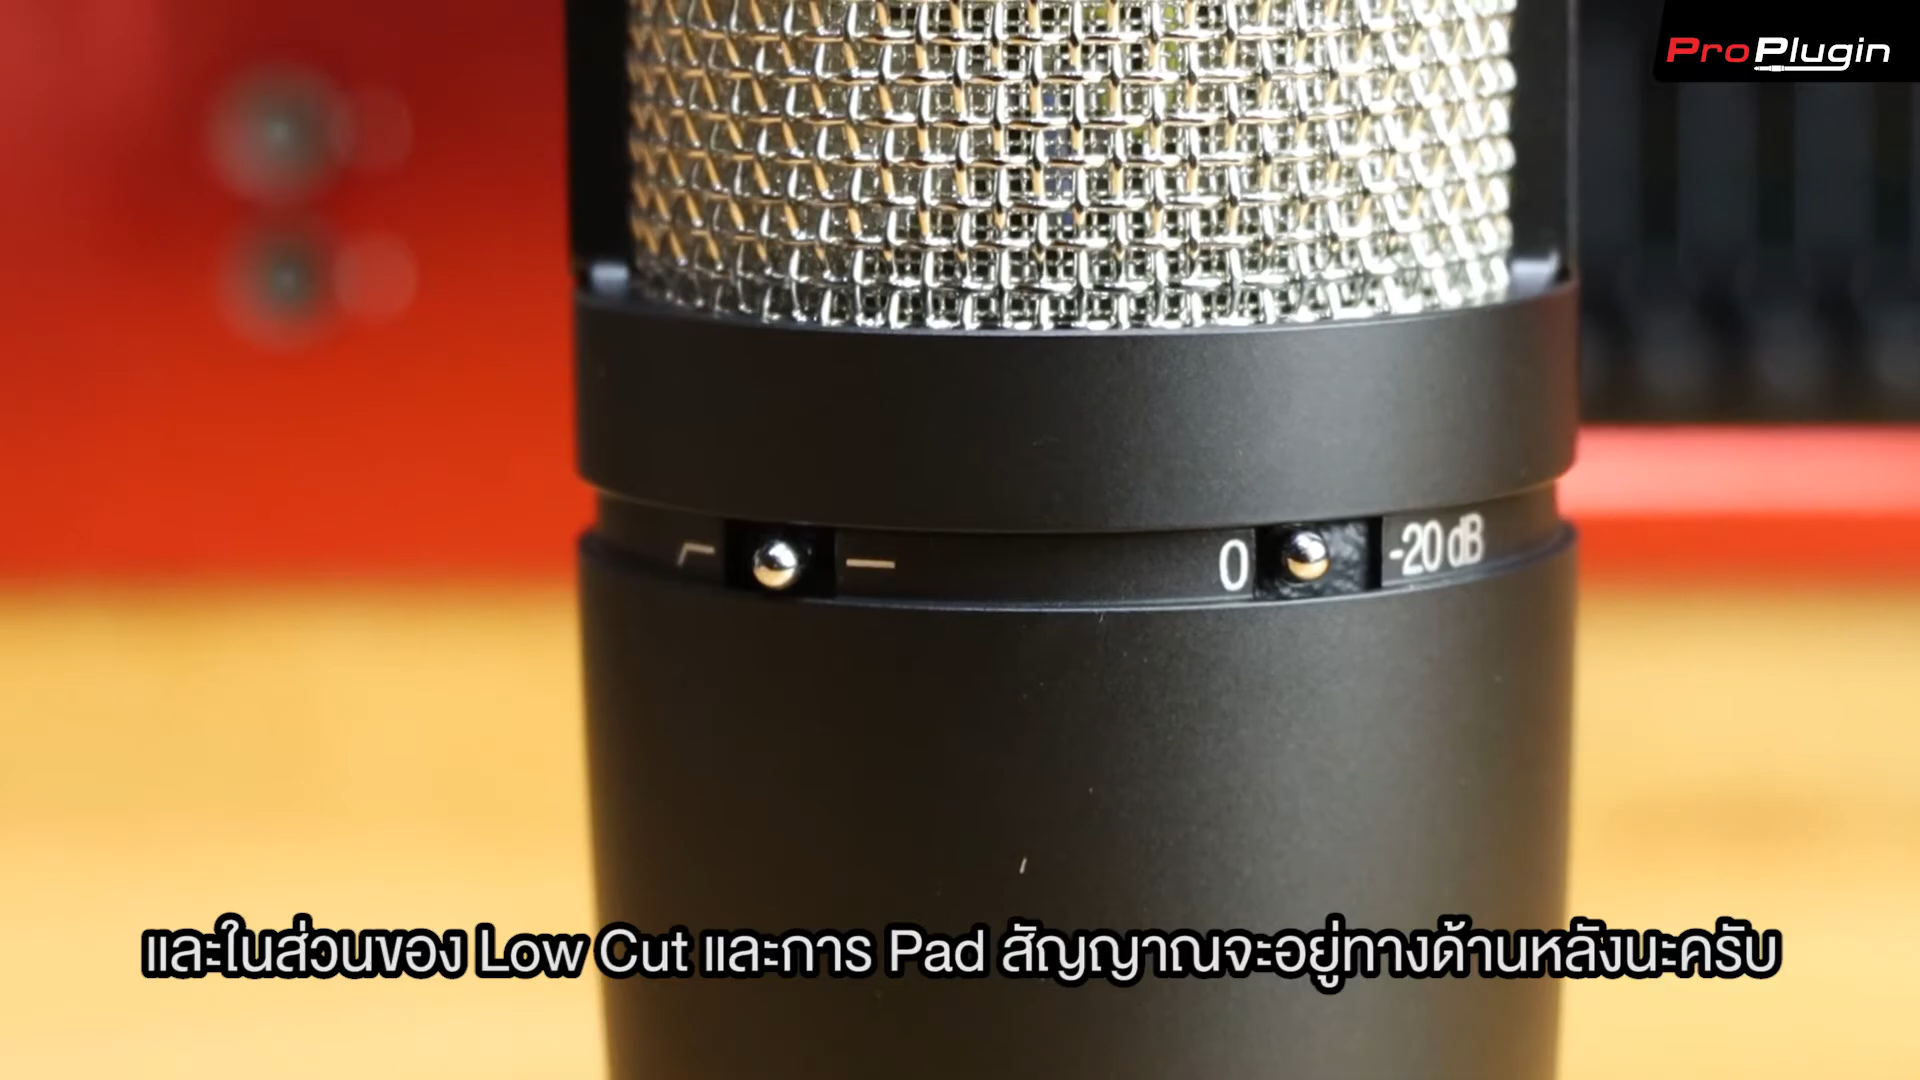 ProPlugin
0
-20 dB
และในส่วนของ Low Cut และการ Pad สัญญาณจะอยู่ทางด้านหลังนะครับ